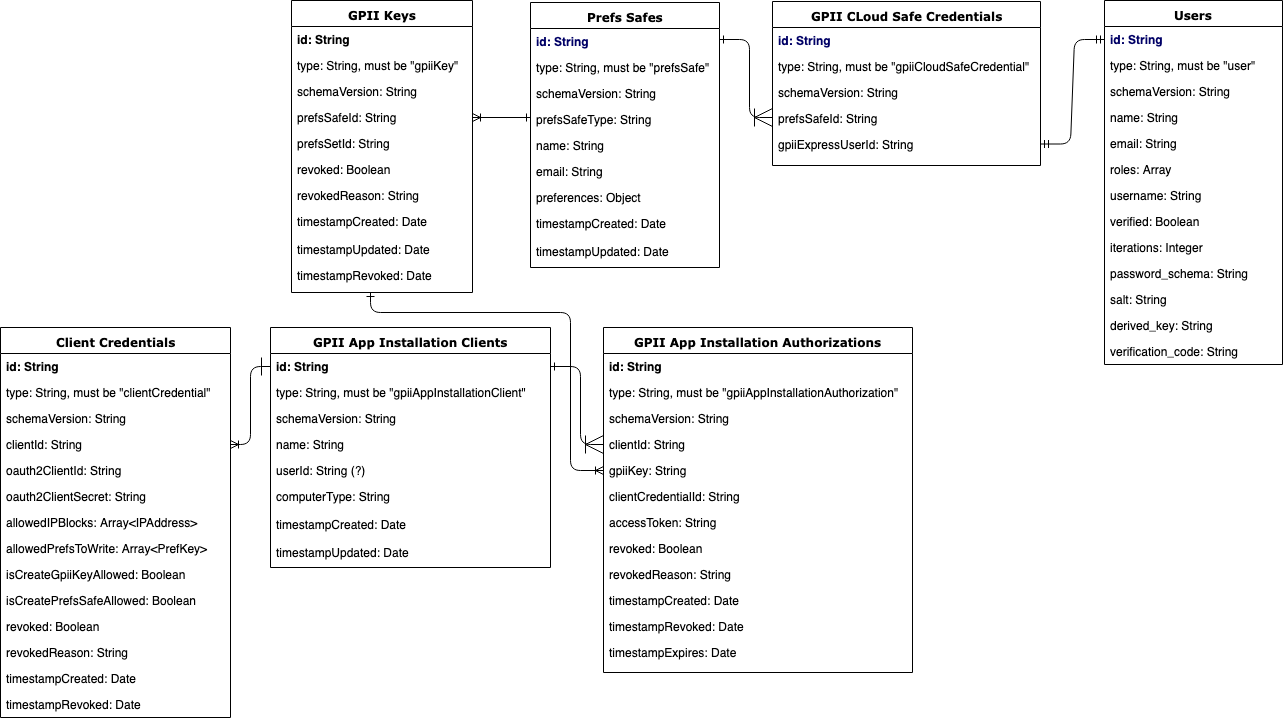 GPII Keys
id: String
type: String, must be "gpiiKey"
schemaVersion: String
prefsSafeId: String
prefsSetId: String
revoked: Boolean
revokedReason: String
timestampCreated: Date
timestampUpdated: Date
timestampRevoked: Date
Prefs Safes
id: String
type: String, must be "prefsSafe"
schemaVersion: String
prefsSafeType: String
name: String
email: String
preferences: Object
timestampCreated: Date
timestampUpdated: Date
GPII CLoud Safe Credentials
id: String
type: String, must be "gpiiCloudSafeCredential"
schemaVersion: String
prefsSafeId: String
gpiiExpressUserId: String
Users
id: String
type: String, must be "user"
schemaVersion: String
name: String
email: String
roles: Array
username: String
verified: Boolean
iterations: Integer
password_schema: String
salt: String
derived_key: String
verification_code: String
Client Credentials
id: String
type: String, must be "clientCredential"
schemaVersion: String
clientId: String
oauth2ClientId: String
oauth2ClientSecret: String
allowedIPBlocks: Array<IPAddress>
allowedPrefsToWrite: Array<PrefKey>
isCreateGpiiKeyAllowed: Boolean
isCreatePrefsSafeAllowed: Boolean
revoked: Boolean
revokedReason: String
timestampCreated: Date
timestampRevoked: Date
GPII App Installation Clients
id: String
type: String, must be "gpiiAppInstallationClient"
schemaVersion: String
name: String
userId: String (?)
computerType: String
timestampCreated: Date
timestampUpdated: Date
GPII App Installation Authorizations
id: String
type: String, must be "gpiiAppInstallationAuthorization"
schemaVersion: String
clientId: String
gpiiKey: String
clientCredentialId: String
accessToken: String
revoked: Boolean
revokedReason: String
timestampCreated: Date
timestampRevoked: Date
timestampExpires: Date